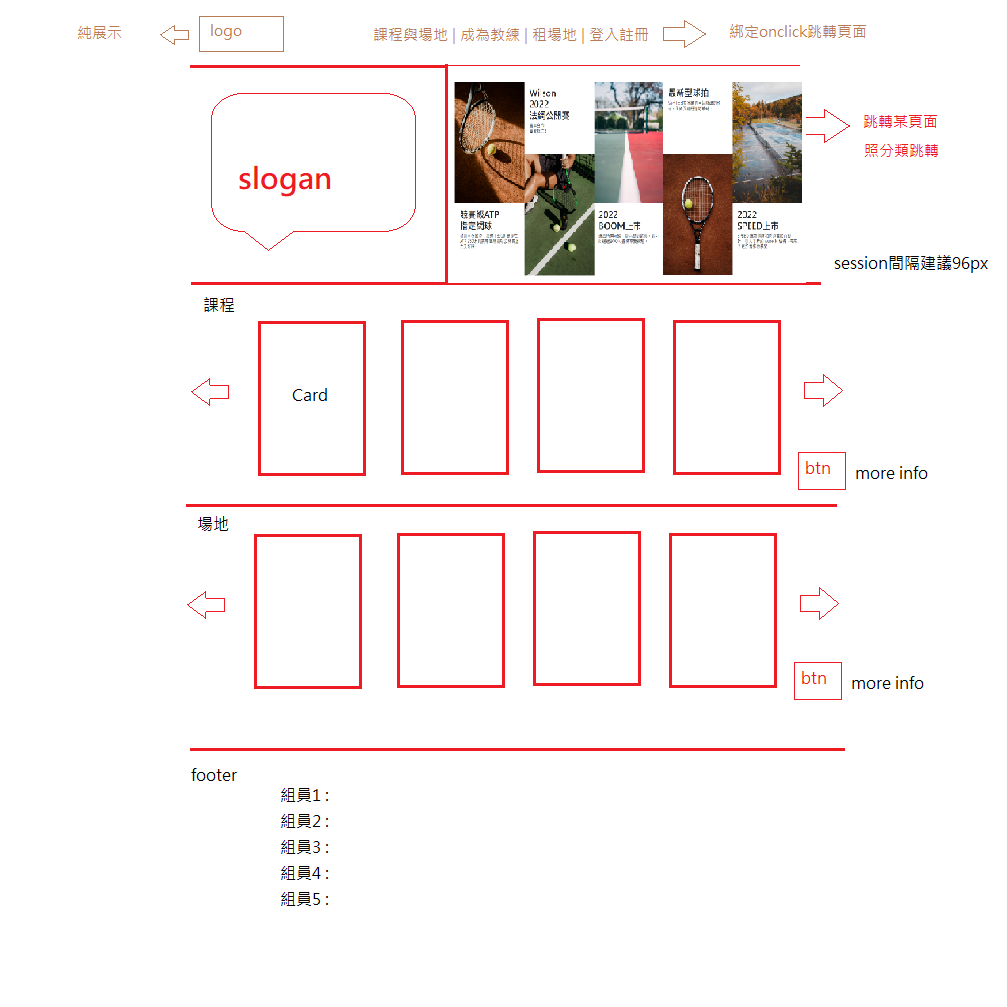 純展示
logo
課程與場地 | 成為教練 | 租場地 | 登入註冊
綁定onclick跳轉頁面
slogan
Wilson
2022
法網公開賽
最新型球拍
競賽級ATP
指定網球
2022
BOOM上市
2022
SPEED上市
跳轉某頁面
照分類跳轉
session間隔建議96px
課程
Card
btn
more info
場地
btn
more info
footer
組員1 :
組員2 :
組員3 :
組員4 :
組員5 :